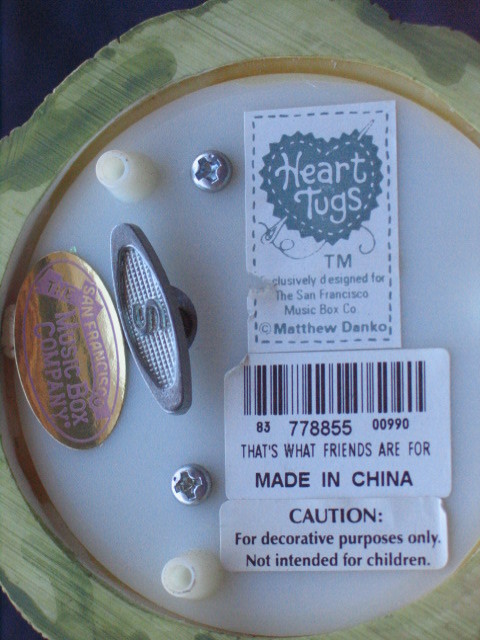 Heart
Tugs
TM
clusively designed for
The San Francisco
Music Box Co
© Matthew Danko
THE
SAN FRANCISCO
MUSIC BOX
COMPANY
S
83 778855 00990
THAT'S WHAT FRIENDS ARE FOR
MADE IN CHINA
CAUTION:
For decorative purposes only.
Not intended for children.